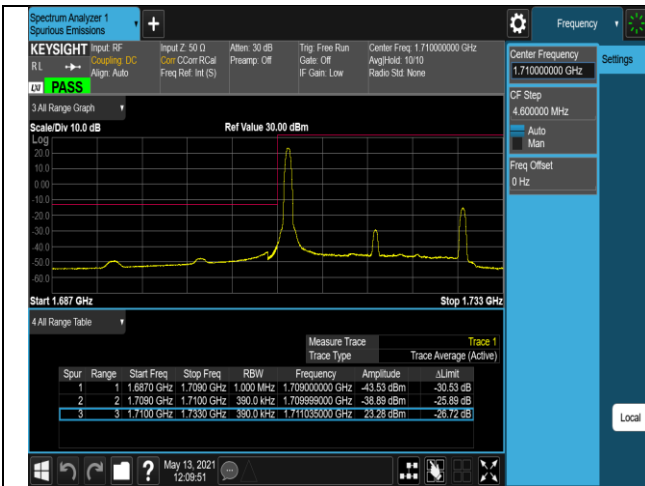 Spectrum Analyzer 1
Spurious Emissions
Frequency
KEYSIGHT
RL
PASS
Input: RF
Coupling: DC
Align: Auto
Input Z: 50 Ω
Corr CCorr RCal
Freq Ref: Int (S)
Atten: 30 dB
Preamp: Off
Trig: Free Run
Gate: Off
IF Gain: Low
Center Freq: 1.710000000 GHz
Avg|Hold: 10/10
Radio Std: None
Center Frequency
1.710000000 GHz
Settings
CF Step
4.600000 MHz
Auto
Man
Freq Offset
0 Hz
3 All Range Graph
Scale/Div 10.0 dB
Ref Value 30.00 dBm
Log
20.0
10.0
0.00
-10.0
-20.0
-30.0
-40.0
-50.0
-60.0
Start 1.687 GHz
Stop 1.733 GHz
4 All Range Table
Measure Trace Trace 1
Trace Type Trace Average (Active)
Spur Range Start Freq Stop Freq RBW Frequency Amplitude ΔLimit
1 1 1.6870 GHz 1.7090 GHz 1.000 MHz 1.709000000 GHz -43.53 dBm -30.53 dB
2 2 1.7090 GHz 1.7100 GHz 390.0 kHz 1.709999000 GHz -38.89 dBm -25.89 dB
3 3 1.7100 GHz 1.7330 GHz 390.0 kHz 1.711035000 GHz 23.28 dBm -26.72 dB
Local
May 13, 2021
12:09:51